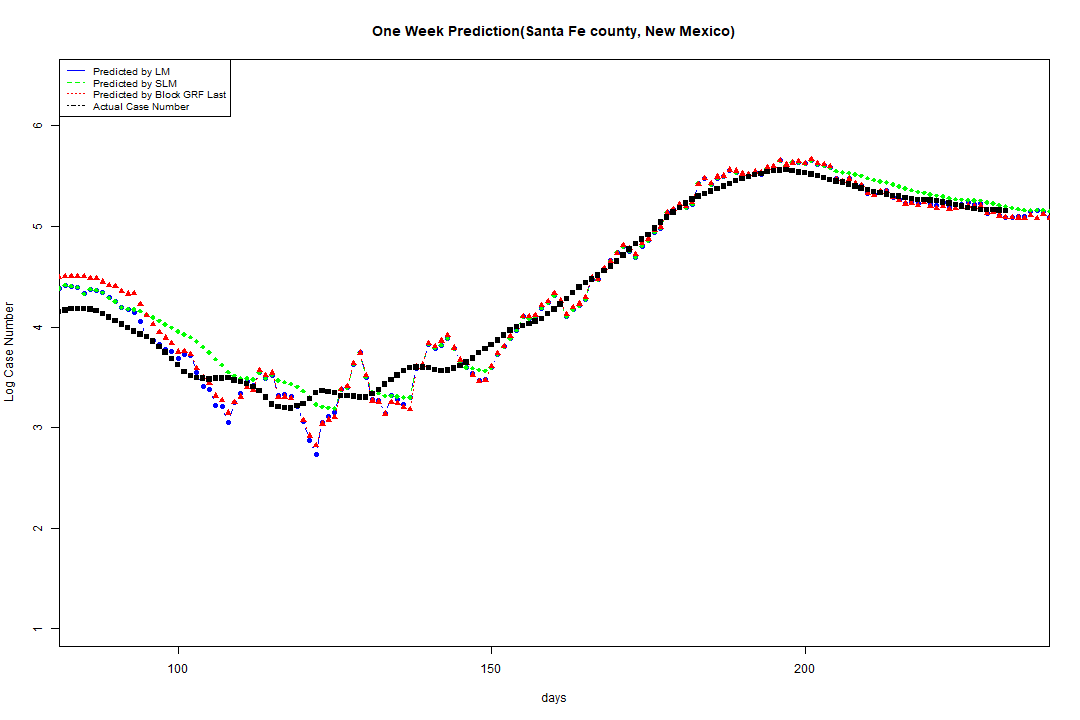 One Week Prediction(Santa Fe county, New Mexico)
Predicted by LM
Predicted by SLM
Predicted by Block GRF Last
Actual Case Number
6
5
4
3
2
1
Log Case Number
100
150
200
days